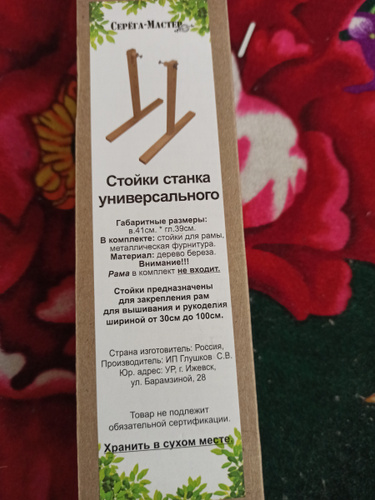 Серёга-Мастер
Стойки станка
универсального
Габаритные размеры:
в.41см. * гл.39см.
В комплекте: стойки для рамы,
металлическая фурнитура.
Материал: дерево береза.
Внимание!!!
Рама в комплект не входит.
Стойки предназначены
для закрепления рам
для вышивания и рукоделия
шириной от 30см до 100см.
Страна изготовитель: Россия,
Производитель: ИП Глушков С.В.
Юр. адрес: УР, г. Ижевск,
ул. Барамзиной, 28
Товар не подлежит
обязательной сертификации.
Хранить в сухом месте.